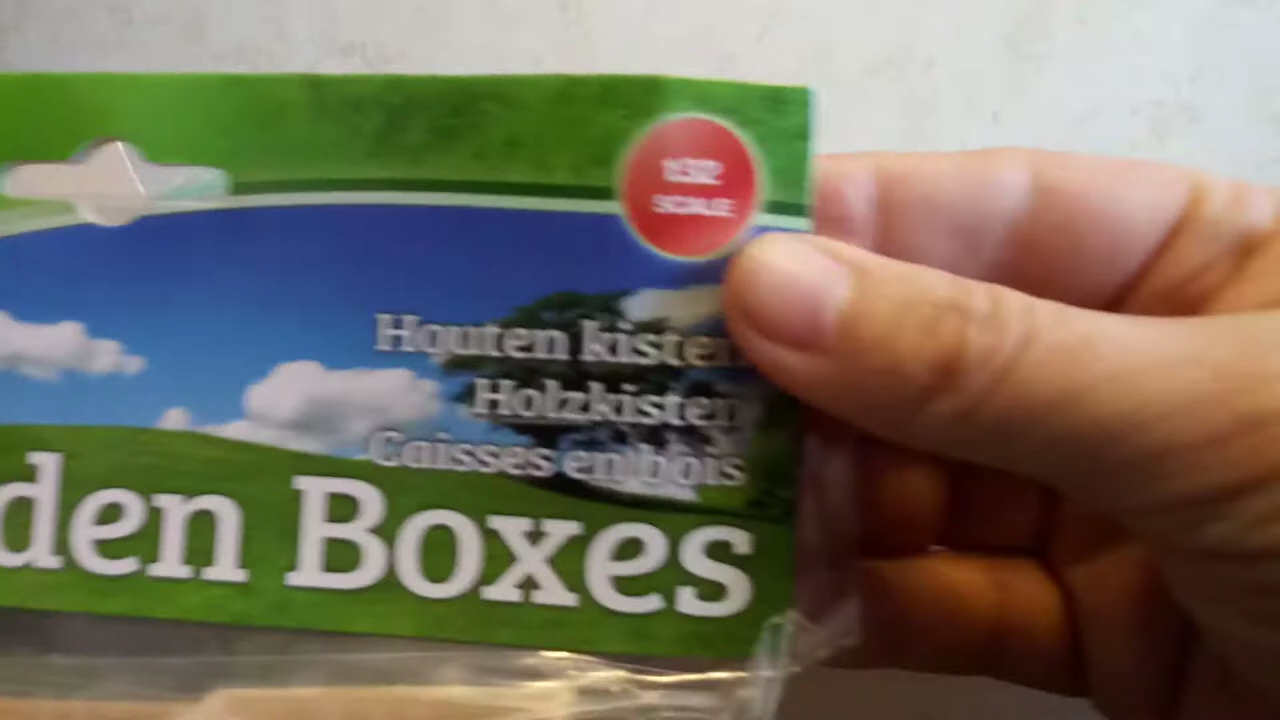 1:32
SCALE
Houten kisten
Holzkisten
Caisses en bois
den Boxes